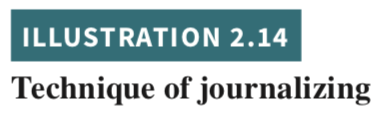 ILLUSTRATION 2.14
Technique of journalizing